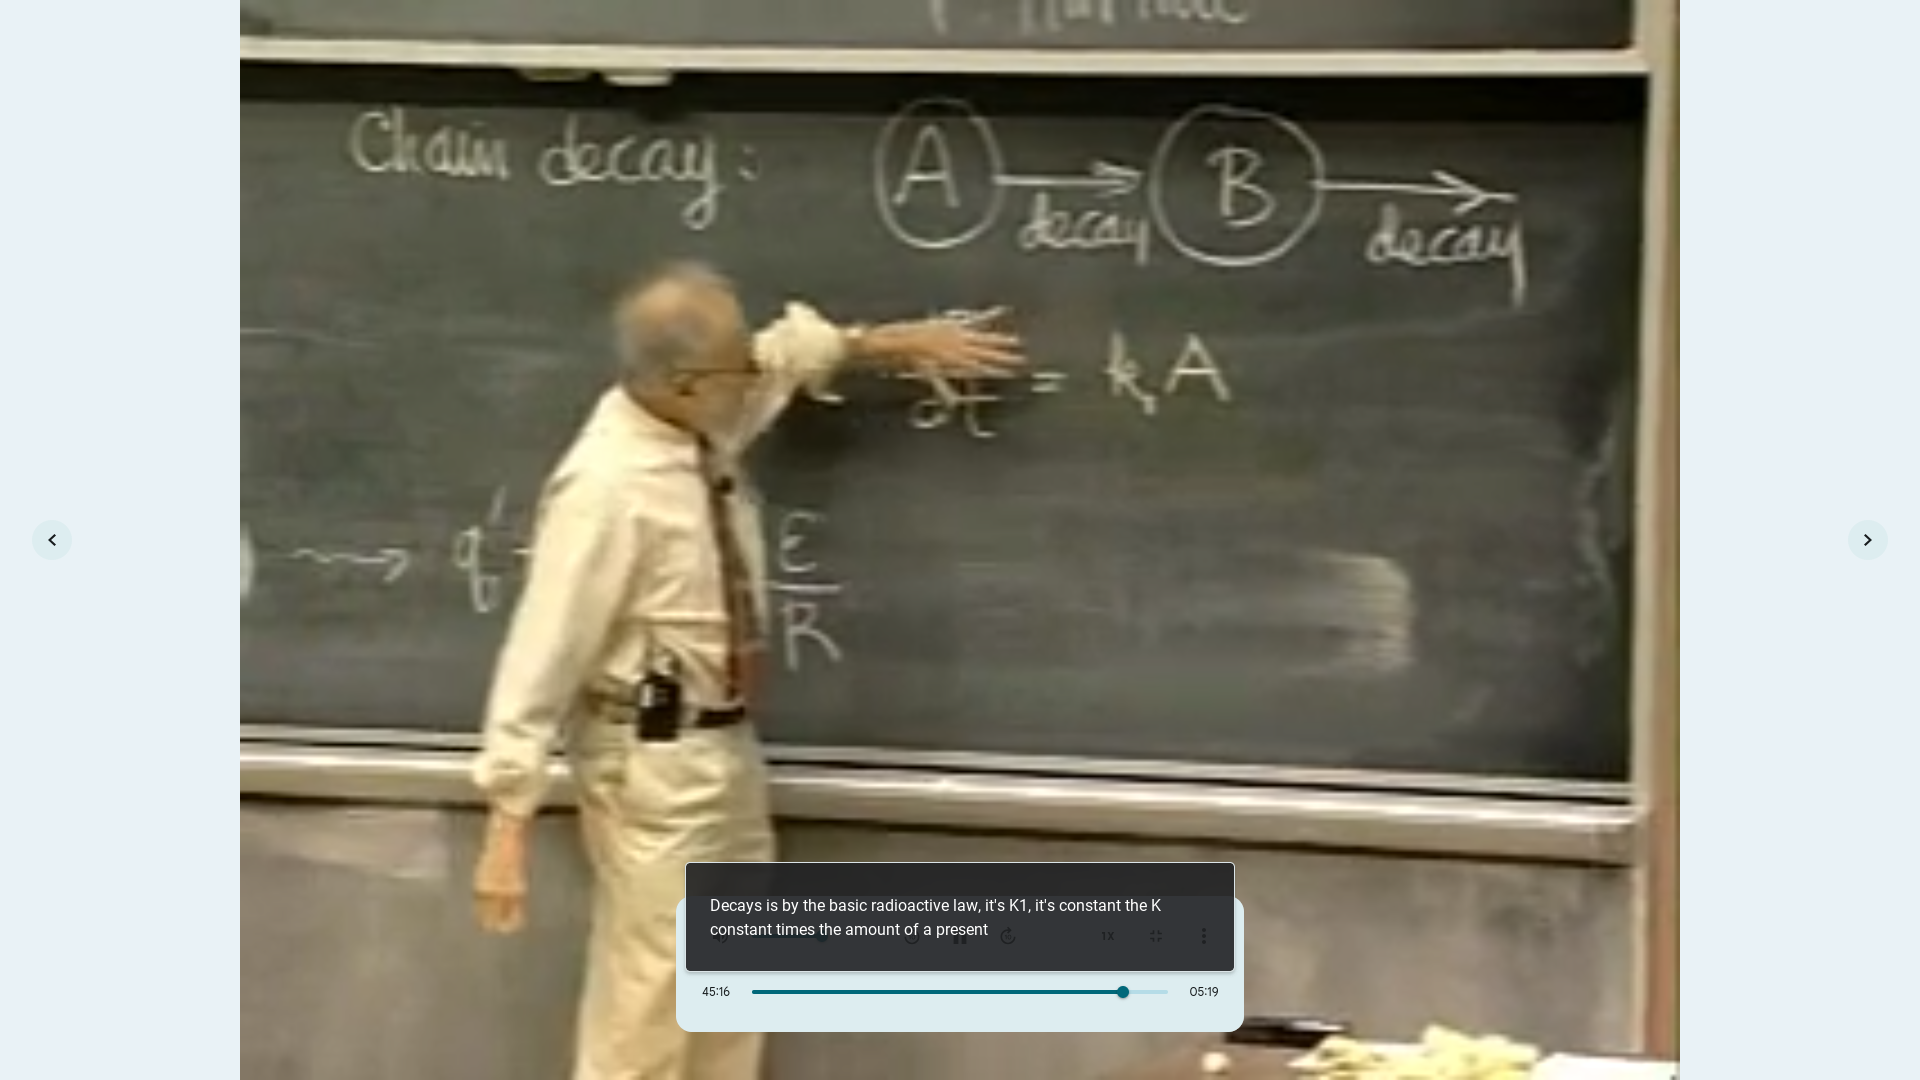 Chain decay: A decay B decay
= k₁A
q' ε/R
Decays is by the basic radioactive law, it's K1, it's constant the K
constant times the amount of a present
1X
45:16 05:19